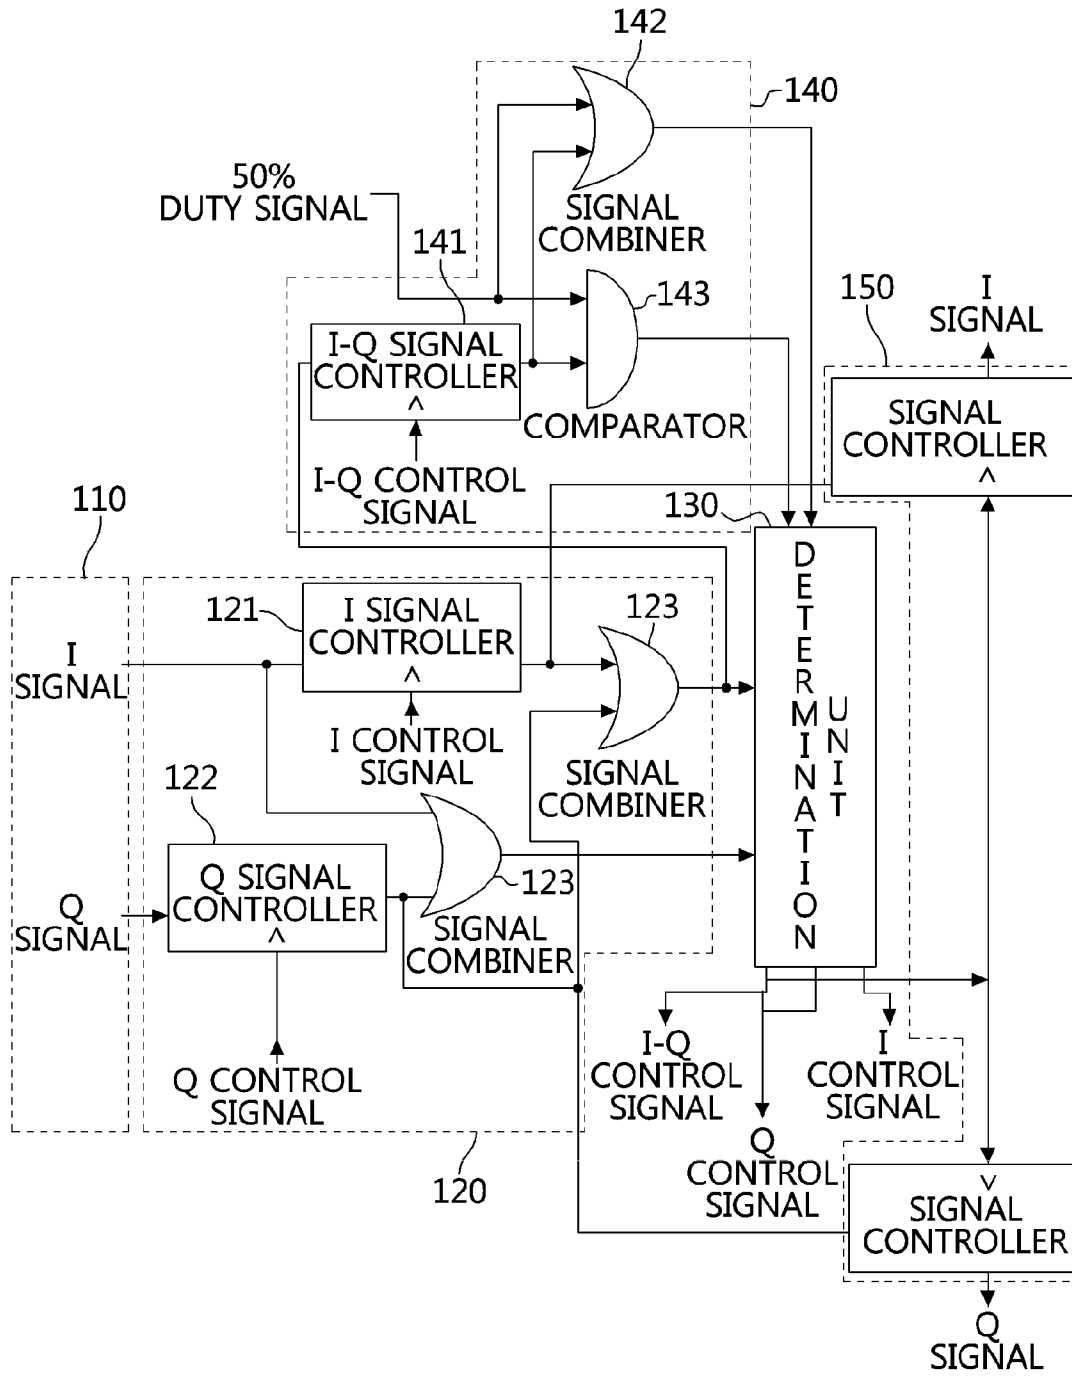 142
140
50%
DUTY SIGNAL
SIGNAL
COMBINER
141
143
150
I
SIGNAL
I-Q SIGNAL
CONTROLLER
COMPARATOR
SIGNAL
CONTROLLER
I-Q CONTROL
SIGNAL
110
130
121
I SIGNAL
CONTROLLER
123
I
SIGNAL
I CONTROL
SIGNAL
SIGNAL
COMBINER
DETERMINATION
UNIT
122
Q SIGNAL
CONTROLLER
123
Q
SIGNAL
SIGNAL
COMBINER
Q CONTROL
SIGNAL
I-Q
CONTROL
SIGNAL
I
CONTROL
SIGNAL
Q
CONTROL
SIGNAL
120
SIGNAL
CONTROLLER
Q
SIGNAL